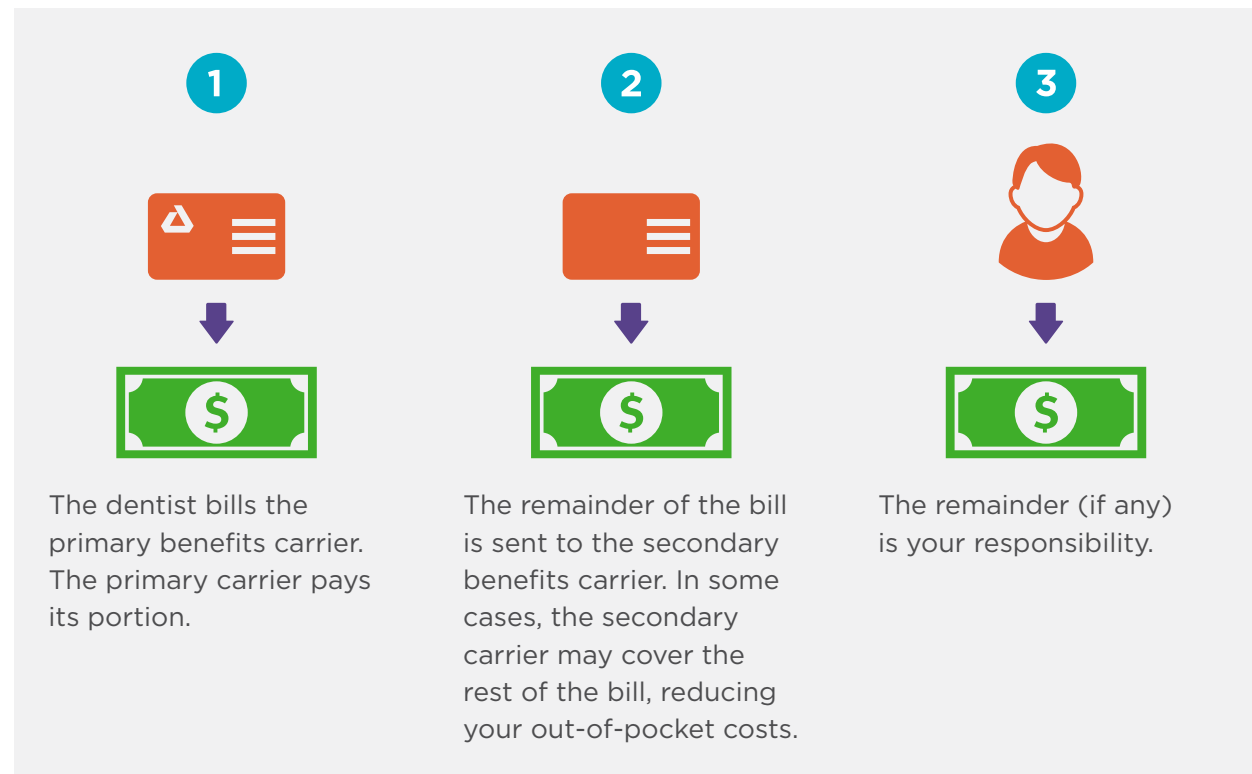 1
2
3
$
$
$
The dentist bills the
primary benefits carrier.
The primary carrier pays
its portion.
The remainder of the bill
is sent to the secondary
benefits carrier. In some
cases, the secondary
carrier may cover the
rest of the bill, reducing
your out-of-pocket costs.
The remainder (if any)
is your responsibility.